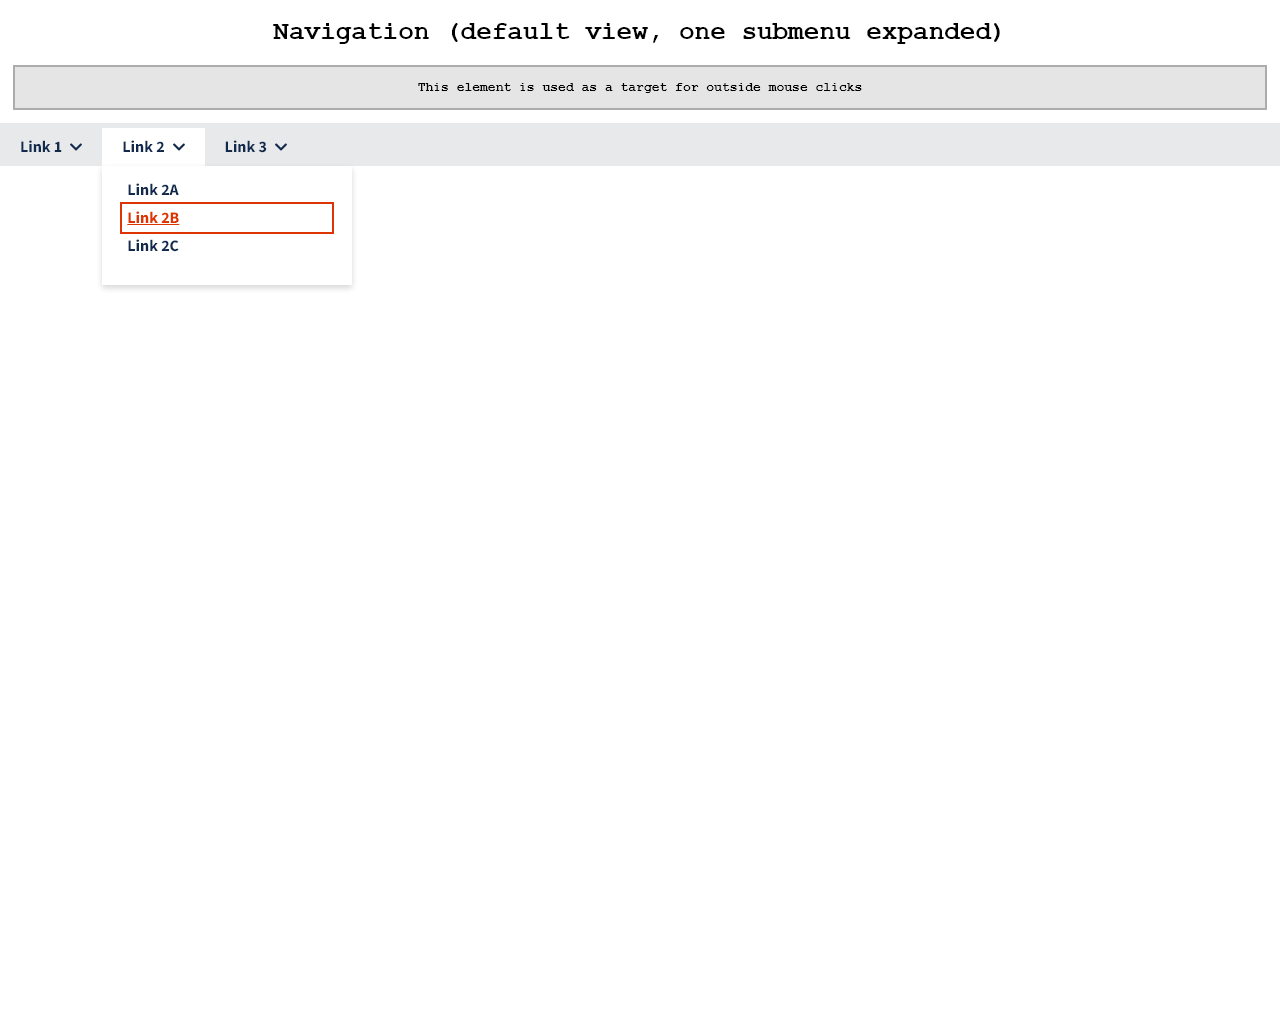 Navigation (default view, one submenu expanded)
This element is used as a target for outside mouse clicks
Link 1 Link 2 Link 3
Link 2A
Link 2B
Link 2C